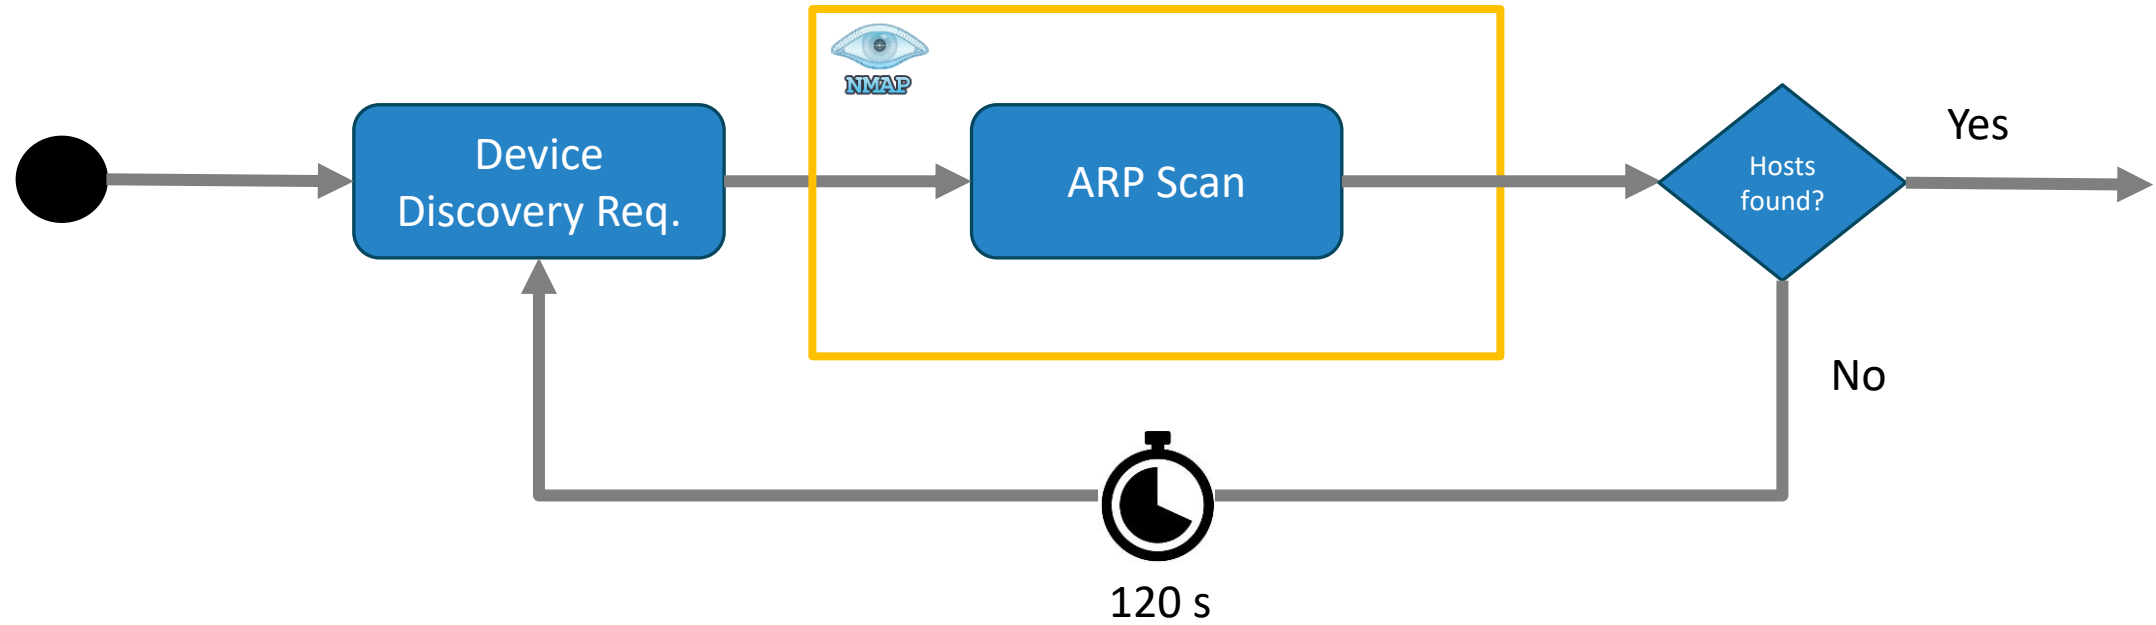 NMAP
Device
Discovery Req.
ARP Scan
Hosts
found?
Yes
No
120 s